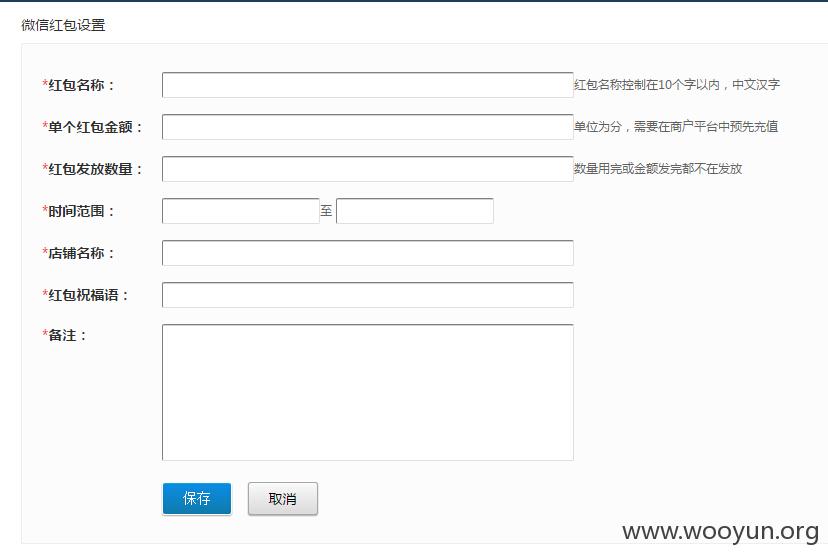 微信红包设置
*红包名称： 红包名称控制在10个字以内，中文汉字
*单个红包金额： 单位为分，需要在商户平台中预先充值
*红包发放数量： 数量用完或金额发完都不在发放
*时间范围： 至
*店铺名称：
*红包祝福语：
*备注：
保存 取消
www.wooyun.org